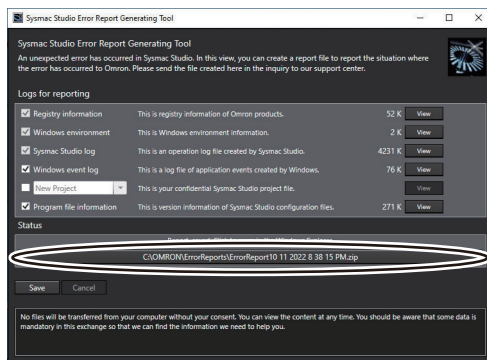 Sysmac Studio Error Report Generating Tool
Sysmac Studio Error Report Generating Tool
An unexpected error has occurred in Sysmac Studio. In this view, you can create a report file to report the situation where
the error has occurred to Omron. Please send the file created here in the inquiry to our support center.
Logs for reporting
Registry information This is registry information of Omron products. 52 K View
Windows environment This is Windows environment information. 2 K View
Sysmac Studio log This is an operation log file created by Sysmac Studio. 4231 K View
Windows event log This is a log file of application events created by Windows. 76 K View
New Project This is your confidential Sysmac Studio project file. View
Program file information This is version information of Sysmac Studio configuration files. 271 K View
Status
C:\OMRON\ErrorReports\ErrorReport10 11 2022 8 38 15 PM.zip
Save Cancel
No files will be transferred from your computer without your consent. You can view the content at any time. You should be aware that some data is
mandatory in this exchange so that we can find the information we need to help you.